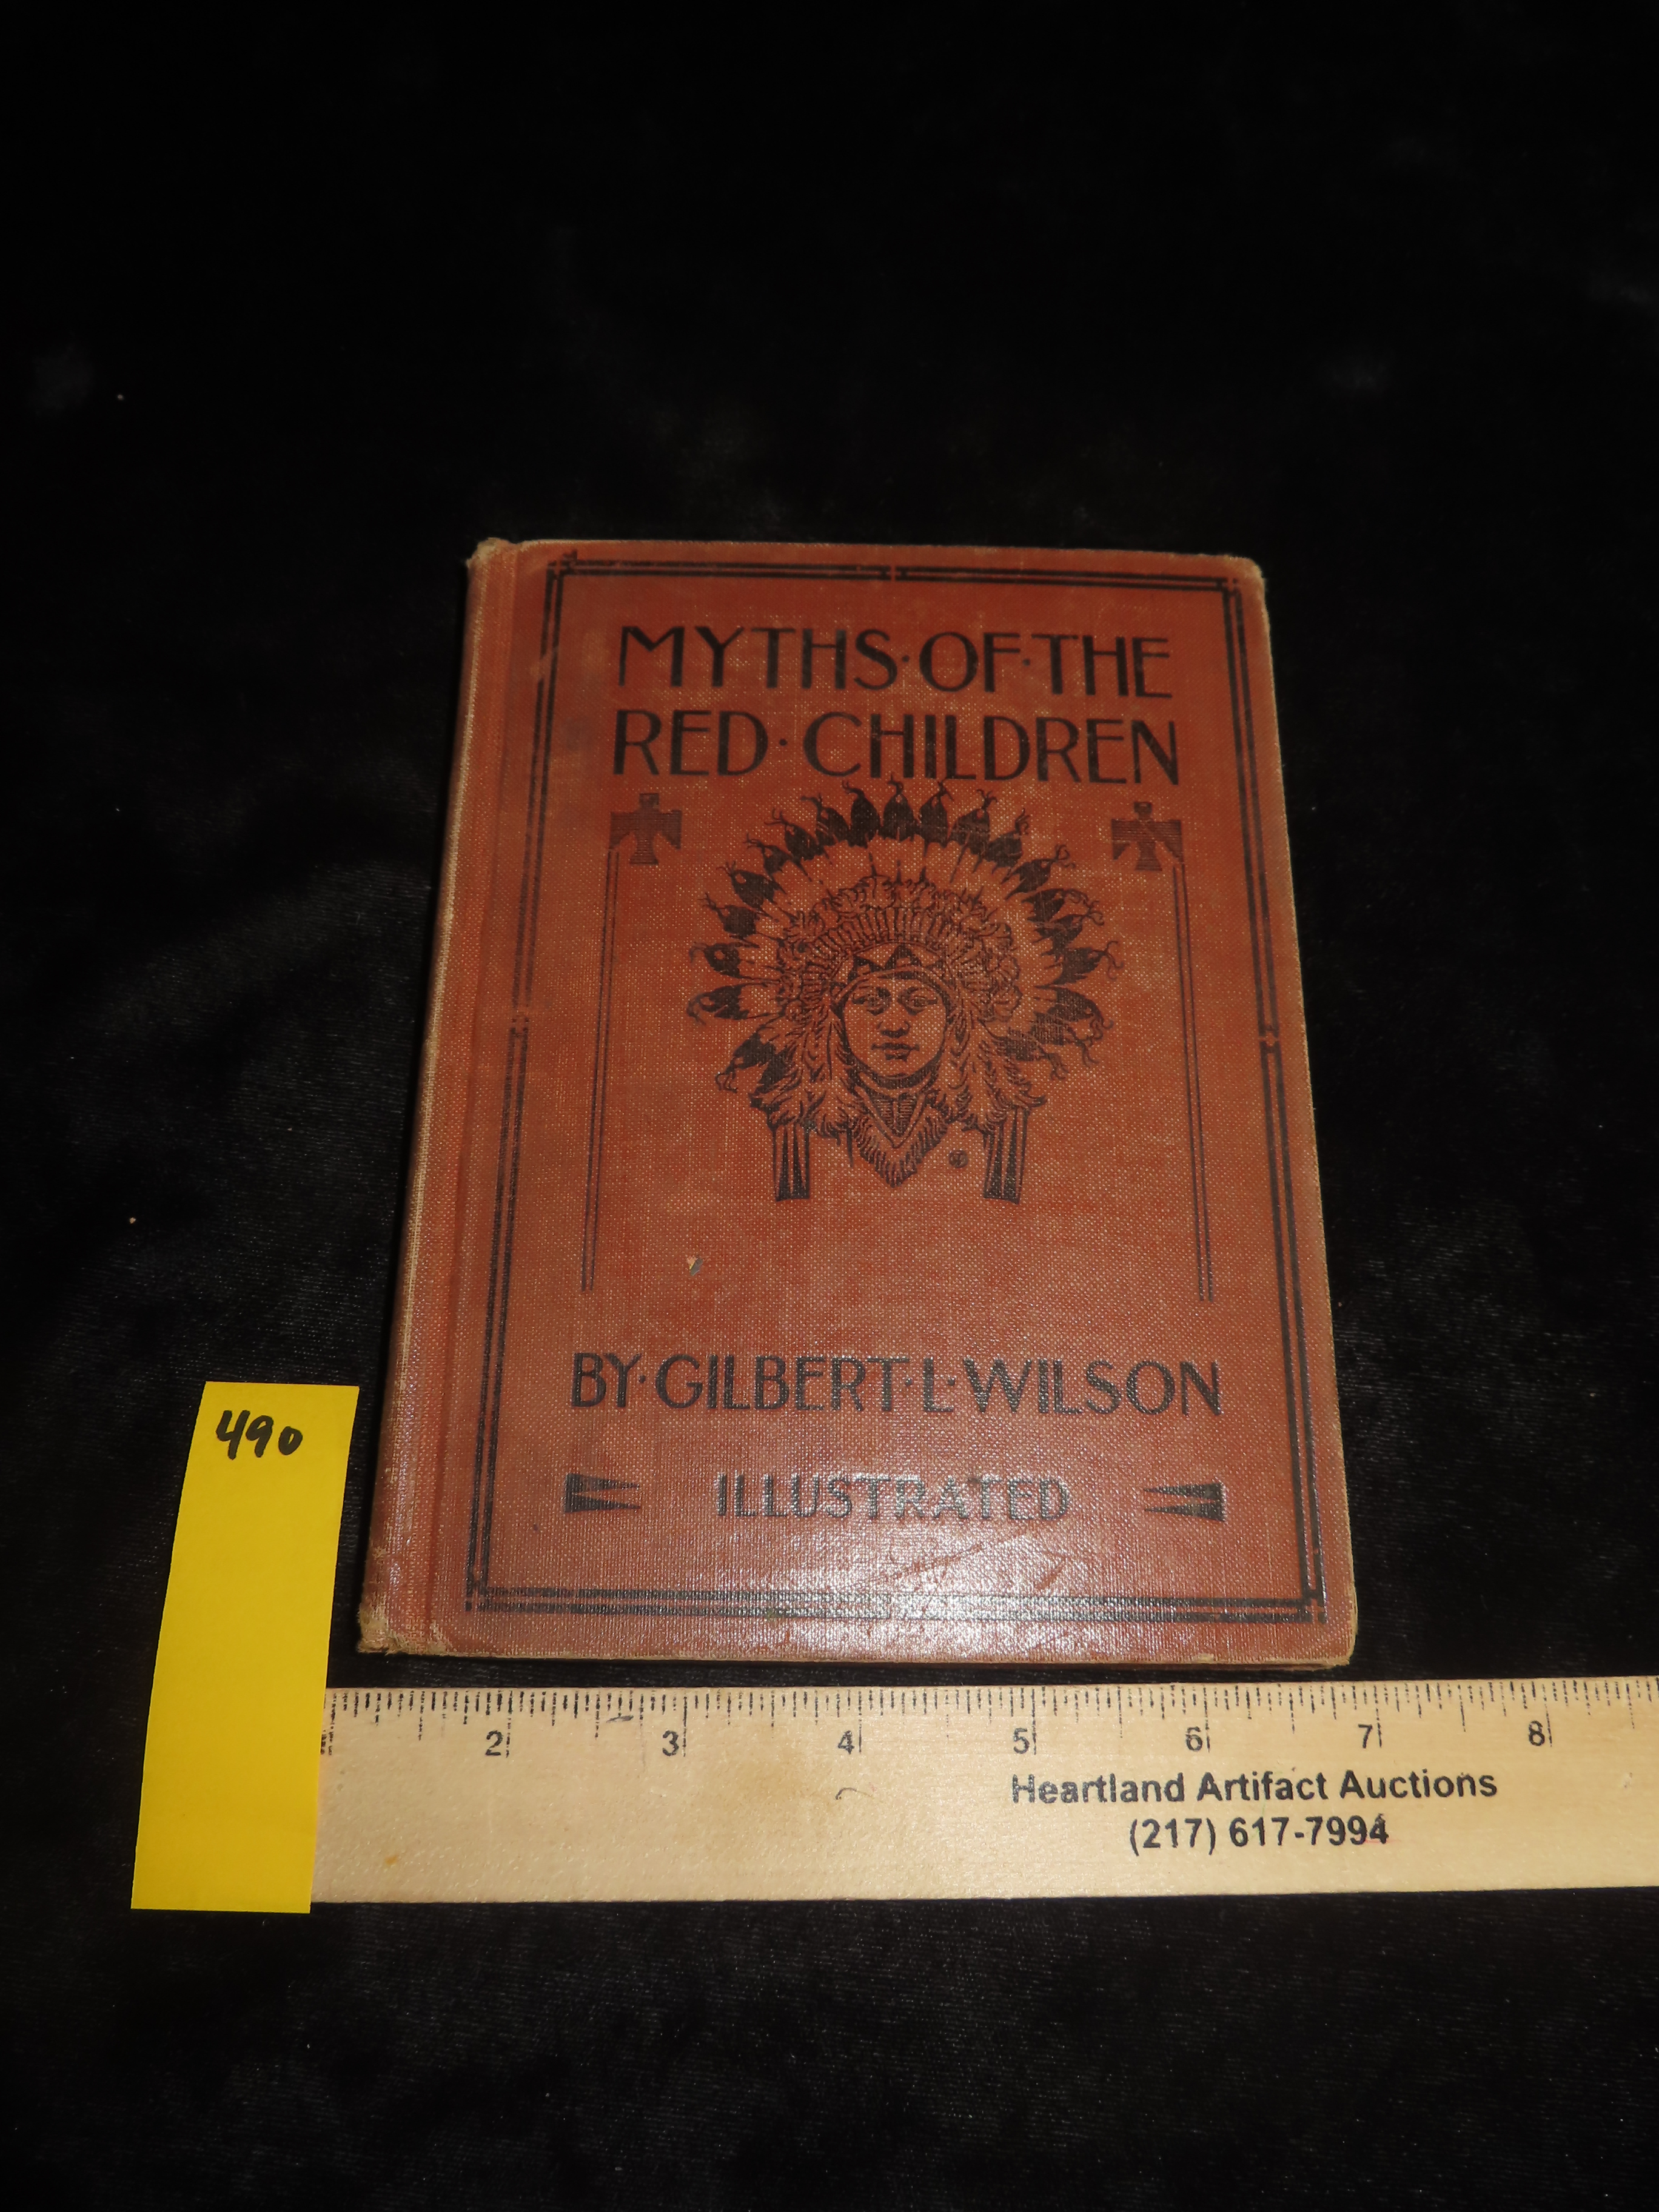 MYTHS·OF·THE
RED·CHILDREN
BY·GILBERT·L·WILSON
ILLUSTRATED
490
2 3 4 5 6 7 8
Heartland Artifact Auctions
(217) 617-7994